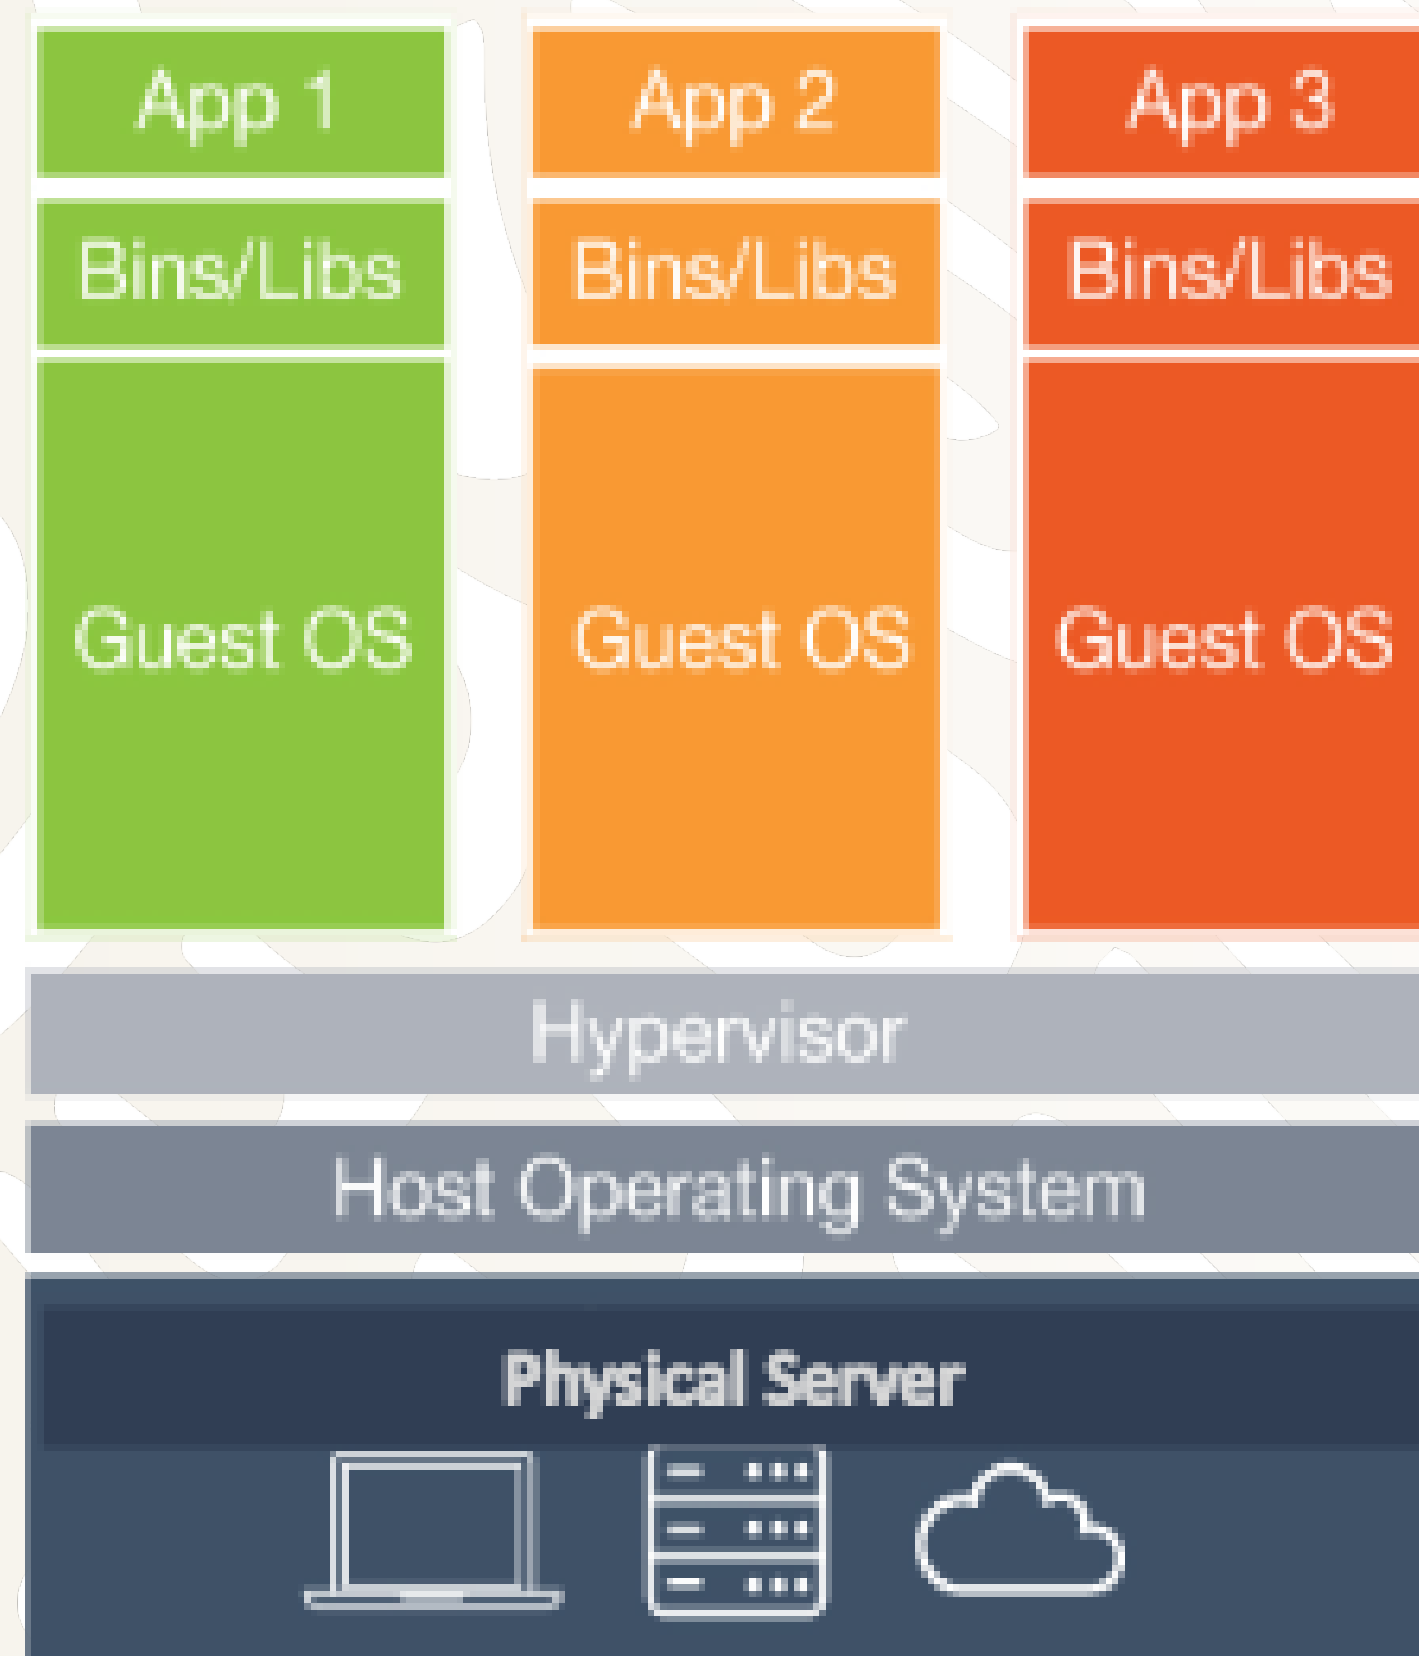 App 1
App 2
App 3
Bins/Libs
Bins/Libs
Bins/Libs
Guest OS
Guest OS
Guest OS
Hypervisor
Host Operating System
Physical Server